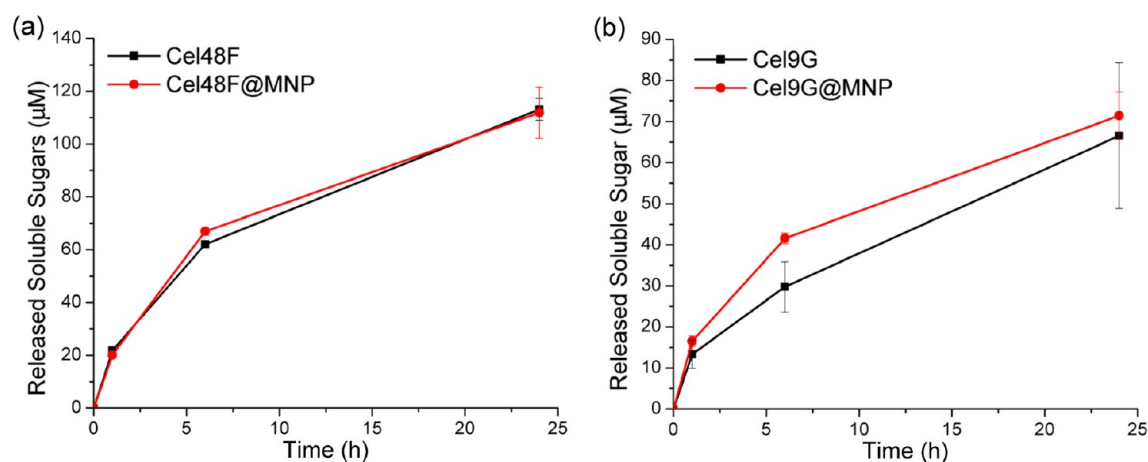 (a)
140
120
100
80
60
40
20
0
Released Soluble Sugars (µM)
Cel48F
Cel48F@MNP
0 5 10 15 20 25
Time (h)
(b)
90
80
70
60
50
40
30
20
10
0
Released Soluble Sugar (µM)
Cel9G
Cel9G@MNP
0 5 10 15 20 25
Time (h)